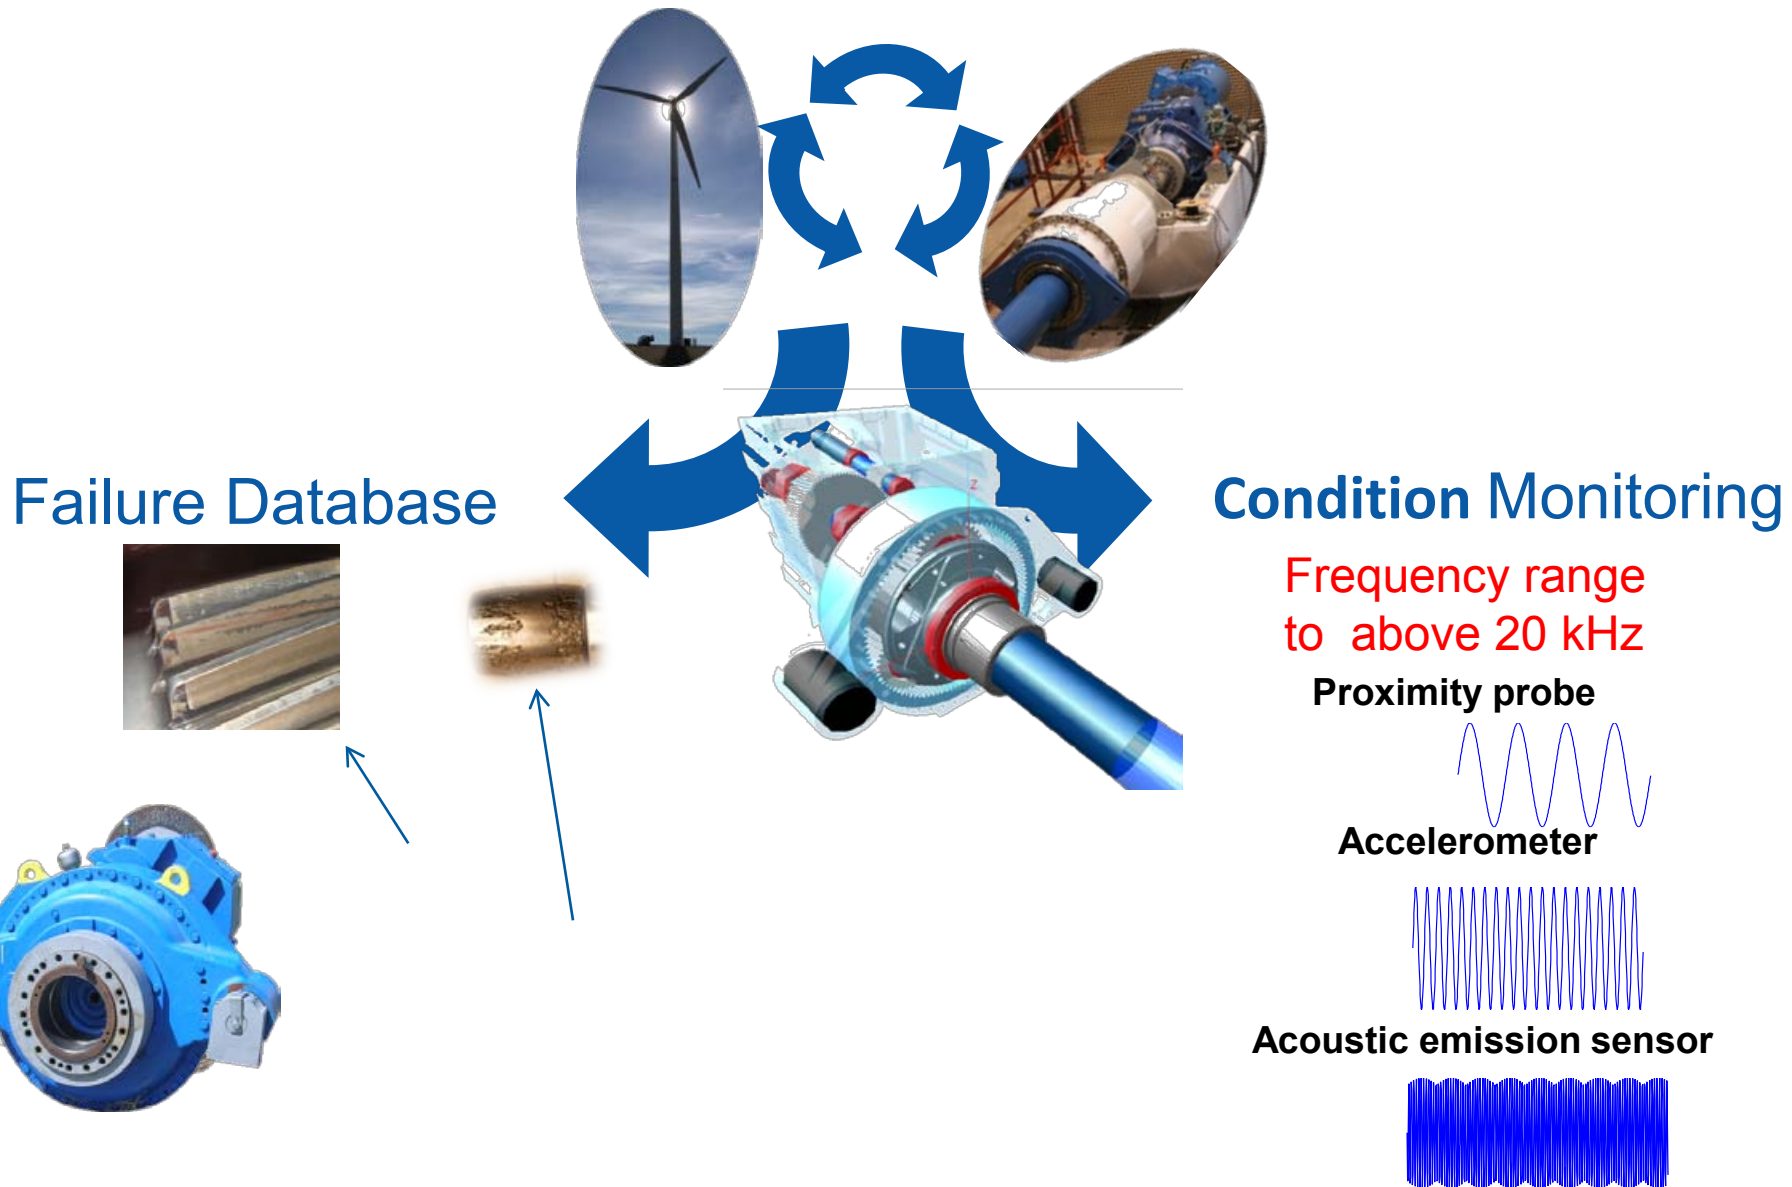 Failure Database
Condition Monitoring
Frequency range
to above 20 kHz
Proximity probe
Accelerometer
Acoustic emission sensor
Z